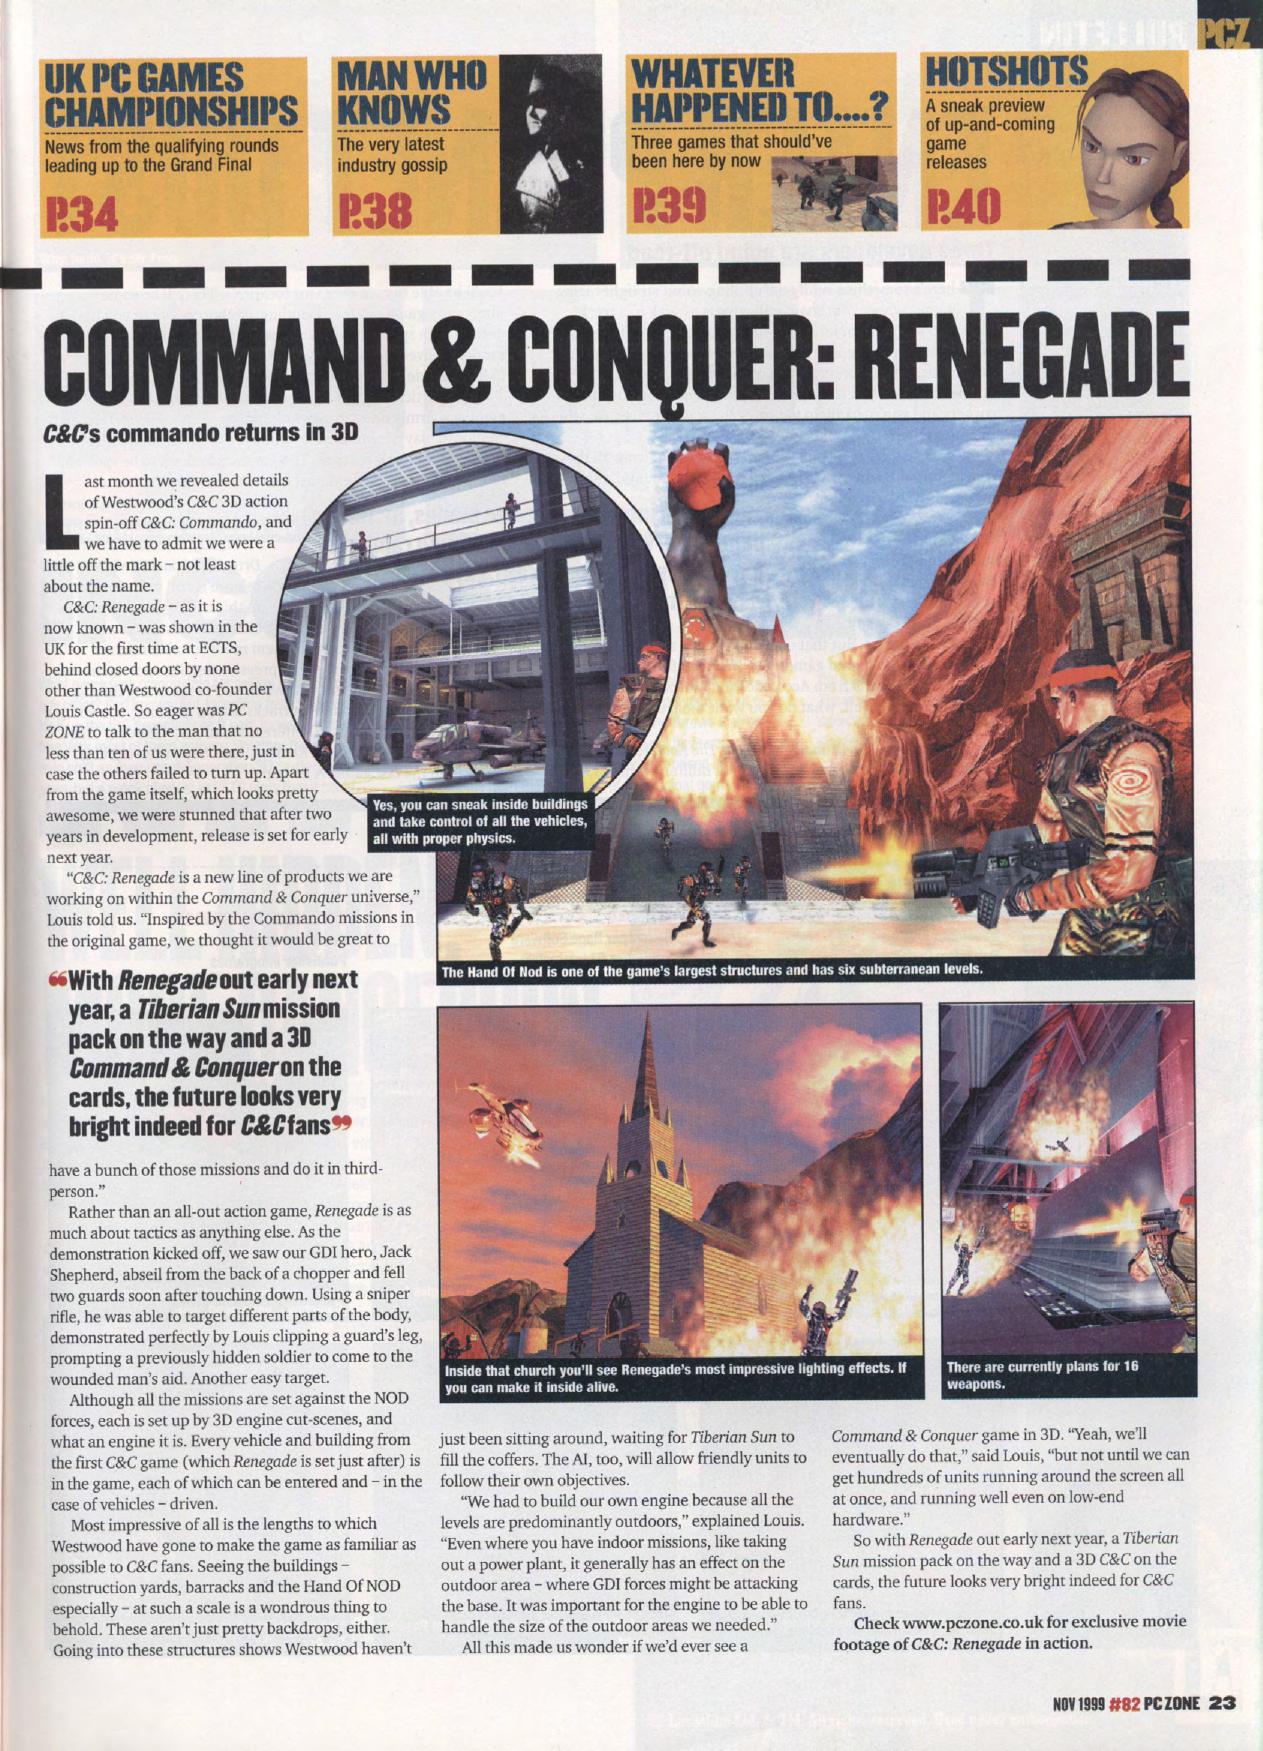 PCZ
UK PC GAMES
CHAMPIONSHIPS
News from the qualifying rounds
leading up to the Grand Final
P.34
MAN WHO
KNOWS
The very latest
industry gossip
P.38
WHATEVER
HAPPENED TO....?
Three games that should've
been here by now
P.39
HOTSHOTS
A sneak preview
of up-and-coming
game
releases
P.40
COMMAND & CONQUER: RENEGADE
C&C's commando returns in 3D
Last month we revealed details
of Westwood's C&C 3D action
spin-off C&C: Commando, and
we have to admit we were a
little off the mark – not least
about the name.
C&C: Renegade – as it is
now known – was shown in the
UK for the first time at ECTS,
behind closed doors by none
other than Westwood co-founder
Louis Castle. So eager was PC
ZONE to talk to the man that no
less than ten of us were there, just in
case the others failed to turn up. Apart
from the game itself, which looks pretty
awesome, we were stunned that after two
years in development, release is set for early
next year.
"C&C: Renegade is a new line of products we are
working on within the Command & Conquer universe,"
Louis told us. "Inspired by the Commando missions in
the original game, we thought it would be great to
Yes, you can sneak inside buildings
and take control of all the vehicles,
all with proper physics.
The Hand Of Nod is one of the game's largest structures and has six subterranean levels.
“With Renegade out early next
year, a Tiberian Sun mission
pack on the way and a 3D
Command & Conquer on the
cards, the future looks very
bright indeed for C&C fans”
have a bunch of those missions and do it in third-
person."
Rather than an all-out action game, Renegade is as
much about tactics as anything else. As the
demonstration kicked off, we saw our GDI hero, Jack
Shepherd, abseil from the back of a chopper and fell
two guards soon after touching down. Using a sniper
rifle, he was able to target different parts of the body,
demonstrated perfectly by Louis clipping a guard's leg,
prompting a previously hidden soldier to come to the
wounded man's aid. Another easy target.
Although all the missions are set against the NOD
forces, each is set up by 3D engine cut-scenes, and
what an engine it is. Every vehicle and building from
the first C&C game (which Renegade is set just after) is
in the game, each of which can be entered and – in the
case of vehicles – driven.
Most impressive of all is the lengths to which
Westwood have gone to make the game as familiar as
possible to C&C fans. Seeing the buildings –
construction yards, barracks and the Hand Of NOD
especially – at such a scale is a wondrous thing to
behold. These aren't just pretty backdrops, either.
Going into these structures shows Westwood haven't
Inside that church you'll see Renegade's most impressive lighting effects. If
you can make it inside alive.
There are currently plans for 16
weapons.
just been sitting around, waiting for Tiberian Sun to
fill the coffers. The AI, too, will allow friendly units to
follow their own objectives.
"We had to build our own engine because all the
levels are predominantly outdoors," explained Louis.
"Even where you have indoor missions, like taking
out a power plant, it generally has an effect on the
outdoor area – where GDI forces might be attacking
the base. It was important for the engine to be able to
handle the size of the outdoor areas we needed."
All this made us wonder if we'd ever see a
Command & Conquer game in 3D. "Yeah, we'll
eventually do that," said Louis, "but not until we can
get hundreds of units running around the screen all
at once, and running well even on low-end
hardware."
So with Renegade out early next year, a Tiberian
Sun mission pack on the way and a 3D C&C on the
cards, the future looks very bright indeed for C&C
fans.
Check www.pczone.co.uk for exclusive movie
footage of C&C: Renegade in action.
NOV 1999 #82 PC ZONE 23